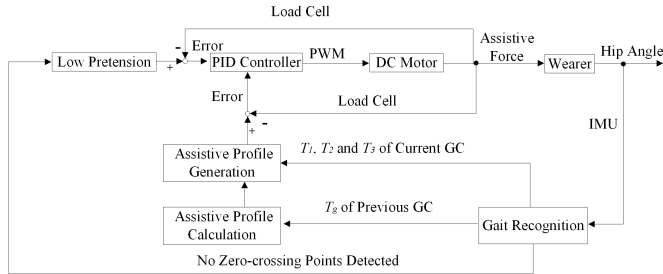 Load Cell
- Error PWM Assistive Force Hip Angle
Low Pretension + PID Controller DC Motor Wearer
Error Load Cell IMU
+ -
Assistive Profile Generation
T1, T2 and T3 of Current GC
Assistive Profile Calculation
Tg of Previous GC
Gait Recognition
No Zero-crossing Points Detected